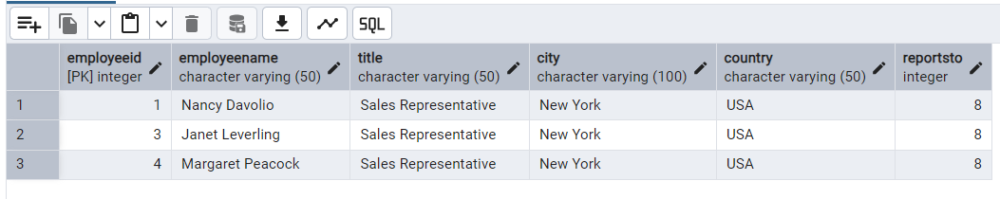 SQL
employeeid employeename title city country reportsto
[PK] integer character varying (50) character varying (50) character varying (100) character varying (50) integer
1 1 Nancy Davolio Sales Representative New York USA 8
2 3 Janet Leverling Sales Representative New York USA 8
3 4 Margaret Peacock Sales Representative New York USA 8